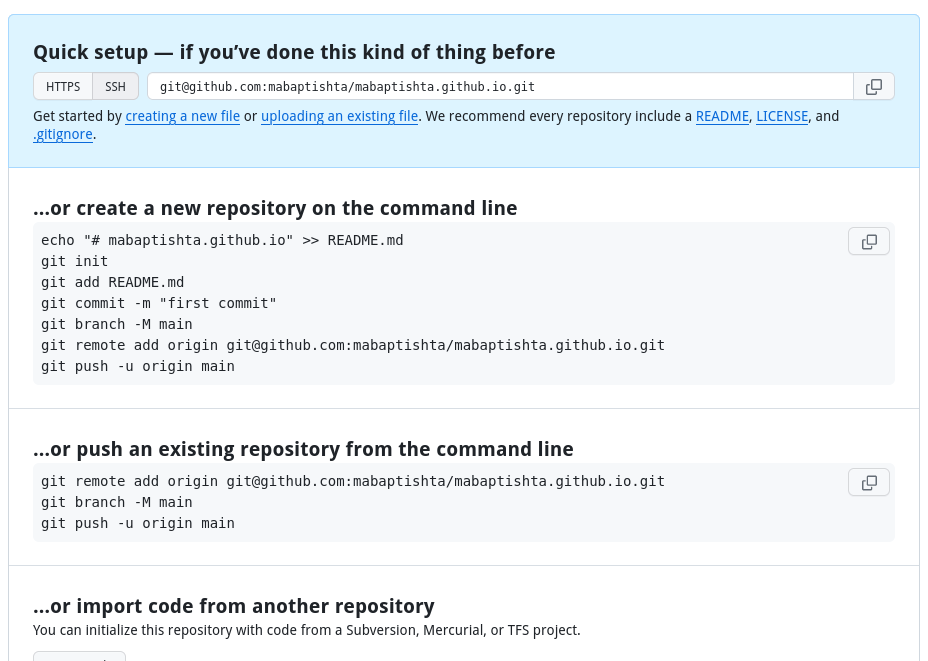 Quick setup — if you’ve done this kind of thing before
HTTPS SSH git@github.com:mabaptishta/mabaptishta.github.io.git
Get started by creating a new file or uploading an existing file. We recommend every repository include a README, LICENSE, and
.gitignore.
…or create a new repository on the command line
echo "# mabaptishta.github.io" >> README.md
git init
git add README.md
git commit -m "first commit"
git branch -M main
git remote add origin git@github.com:mabaptishta/mabaptishta.github.io.git
git push -u origin main
…or push an existing repository from the command line
git remote add origin git@github.com:mabaptishta/mabaptishta.github.io.git
git branch -M main
git push -u origin main
…or import code from another repository
You can initialize this repository with code from a Subversion, Mercurial, or TFS project.